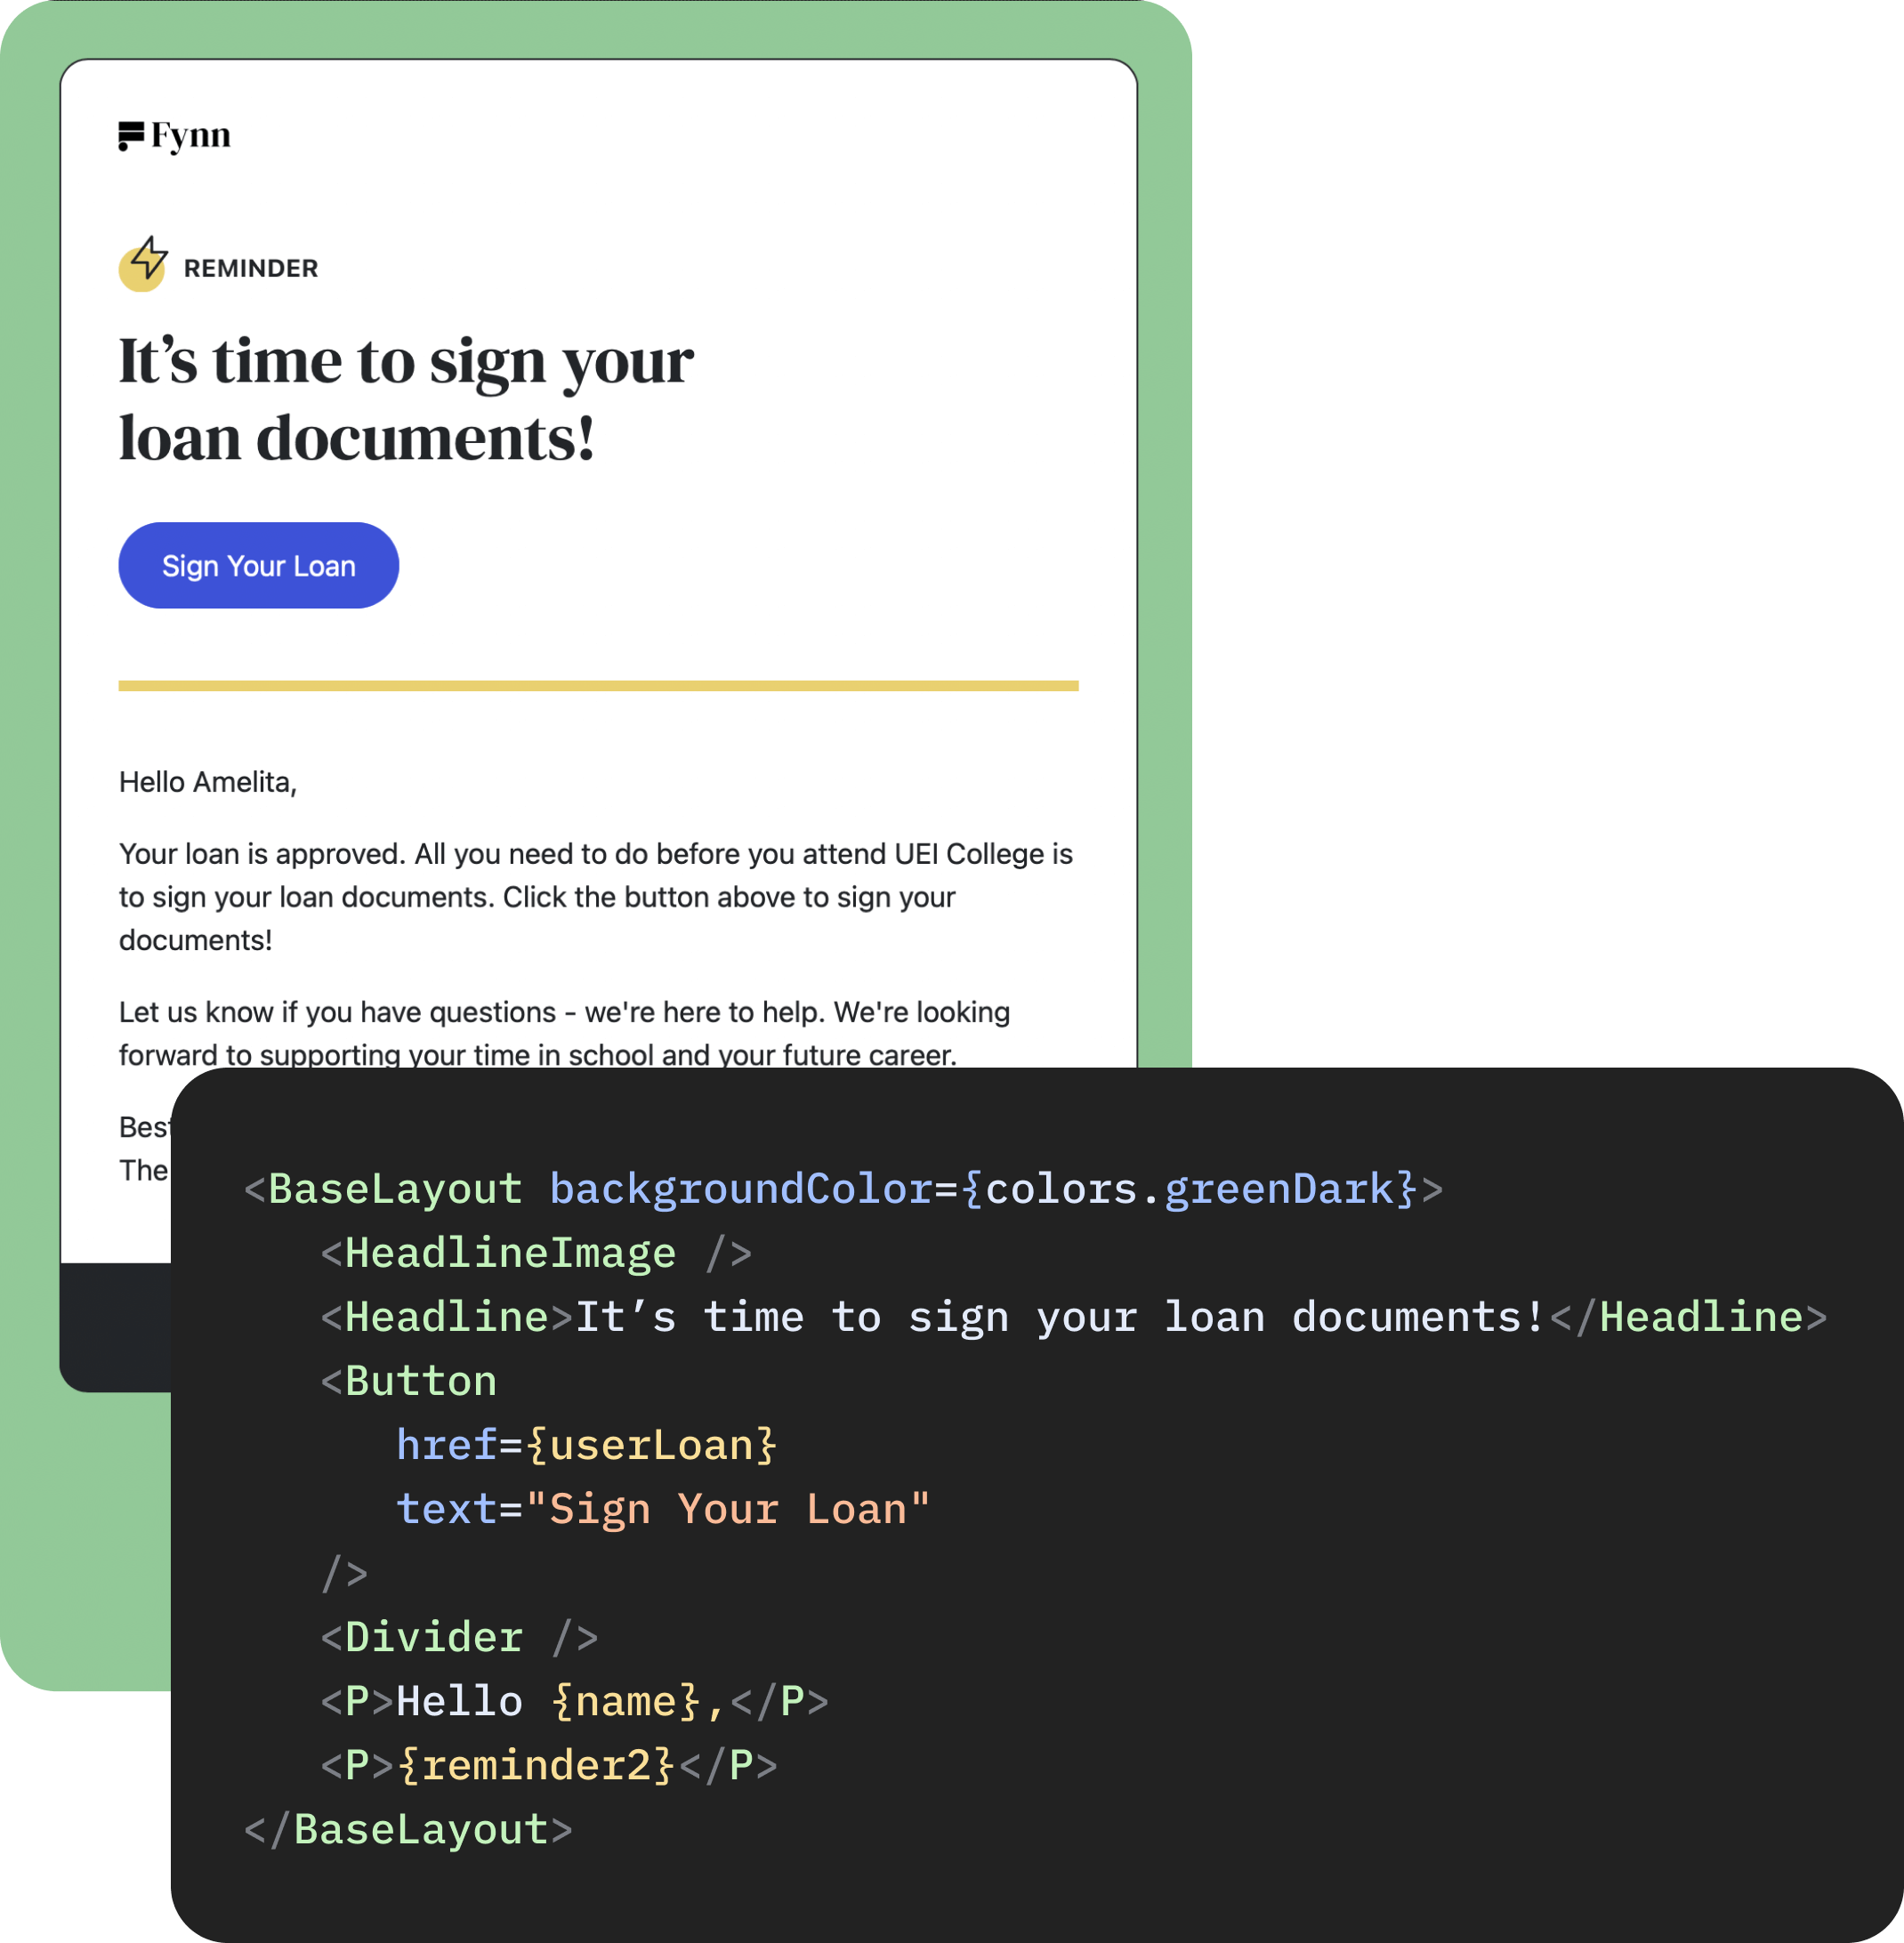 Fynn
REMINDER
It’s time to sign your
loan documents!
Sign Your Loan
Hello Amelita,
Your loan is approved. All you need to do before you attend UEI College is
to sign your loan documents. Click the button above to sign your
documents!
Let us know if you have questions - we're here to help. We're looking
forward to supporting your time in school and your future career.
Best
The
<BaseLayout backgroundColor={colors.greenDark}>
<HeadlineImage />
<Headline>It’s time to sign your loan documents!</Headline>
<Button
href={userLoan}
text="Sign Your Loan"
/>
<Divider />
<P>Hello {name},</P>
<P>{reminder2}</P>
</BaseLayout>